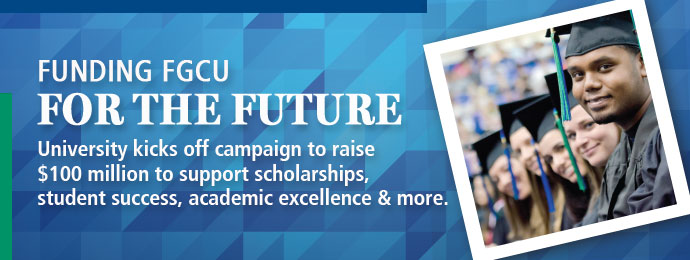 FUNDING FGCU
FOR THE FUTURE
University kicks off campaign to raise
$100 million to support scholarships,
student success, academic excellence & more.